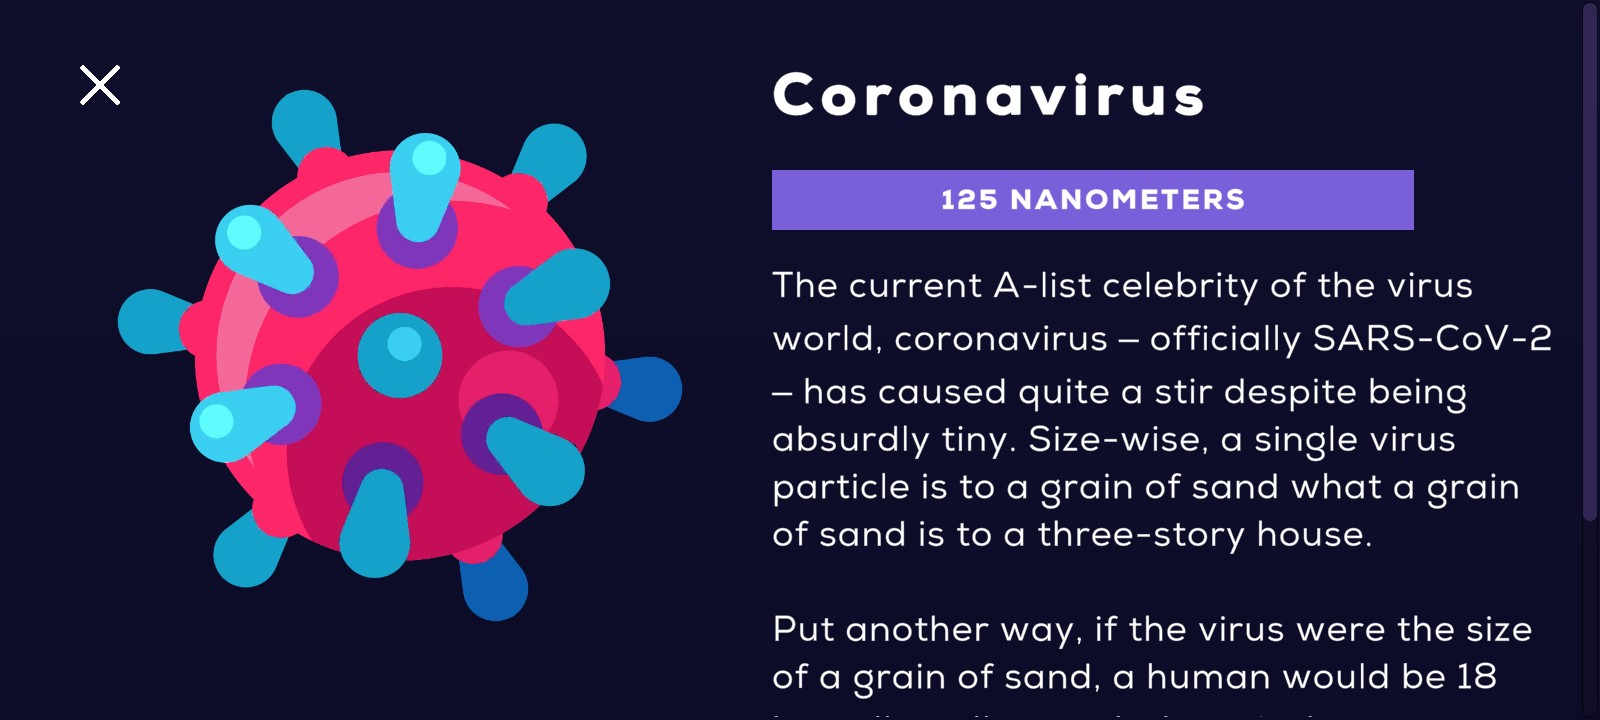 Coronavirus
125 NANOMETERS
The current A-list celebrity of the virus
world, coronavirus – officially SARS-CoV-2
– has caused quite a stir despite being
absurdly tiny. Size-wise, a single virus
particle is to a grain of sand what a grain
of sand is to a three-story house.
Put another way, if the virus were the size
of a grain of sand, a human would be 18